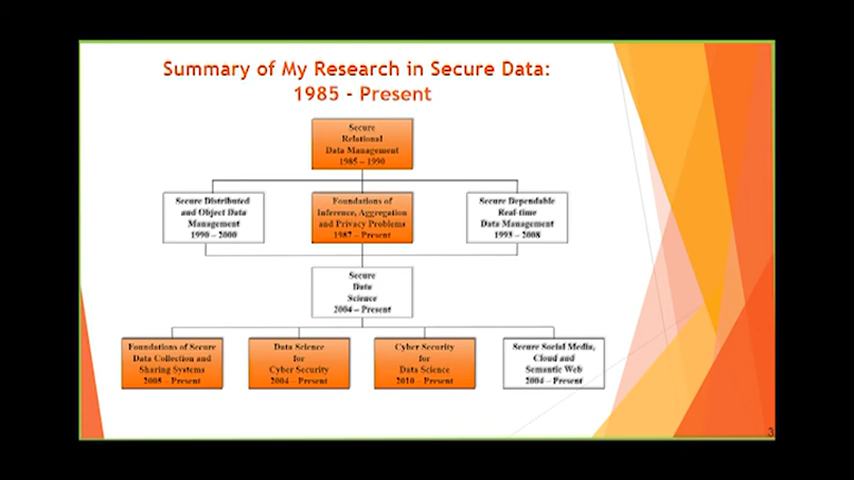 Summary of My Research in Secure Data:
1985 - Present
Secure
Relational
Data Management
1985 – 1990
Secure Distributed
and Object Data
Management
1990 – 2000
Foundations of
Inference, Aggregation
and Privacy Problems
1987 – Present
Secure Dependable
Real-time
Data Management
1993 – 2008
Secure
Data
Science
2004 – Present
Foundations of Secure
Data Collection and
Sharing Systems
2005 – Present
Data Science
for
Cyber Security
2004 – Present
Cyber Security
for
Data Science
2010 – Present
Secure Social Media,
Cloud and
Semantic Web
2004 – Present
3